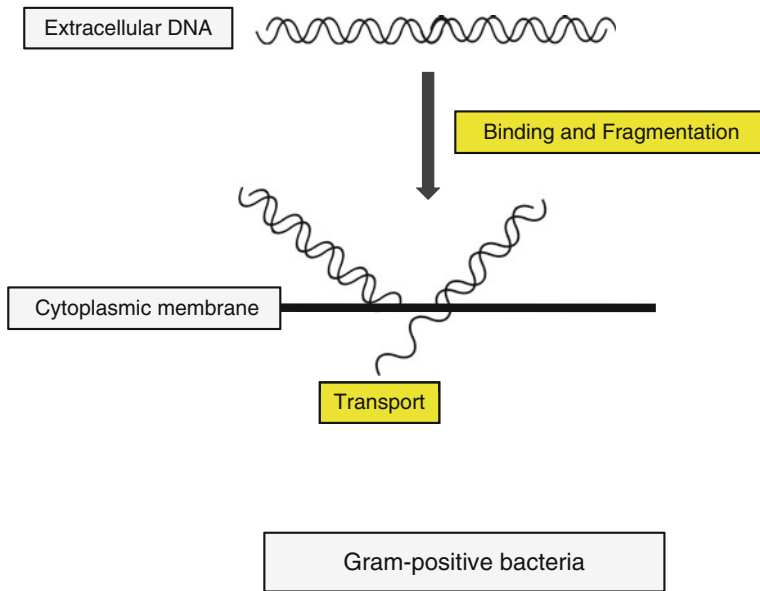 Extracellular DNA
Binding and Fragmentation
Cytoplasmic membrane
Transport
Gram-positive bacteria